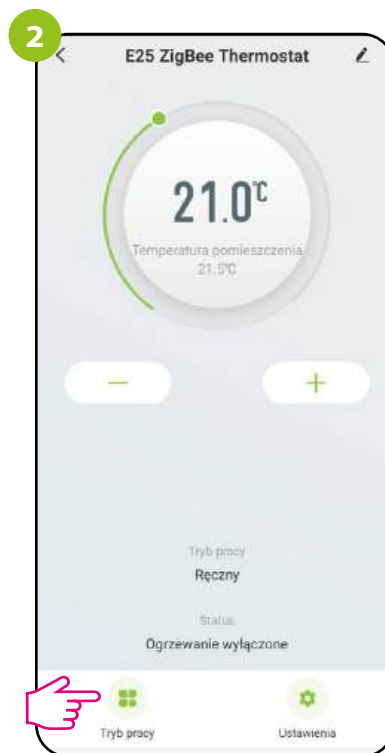 2
E25 ZigBee Thermostat
21.0°C
Temperatura pomieszczenia
21.5°C
− +
Tryb pracy
Ręczny
Status
Ogrzewanie wyłączone
Tryb pracy Ustawienia